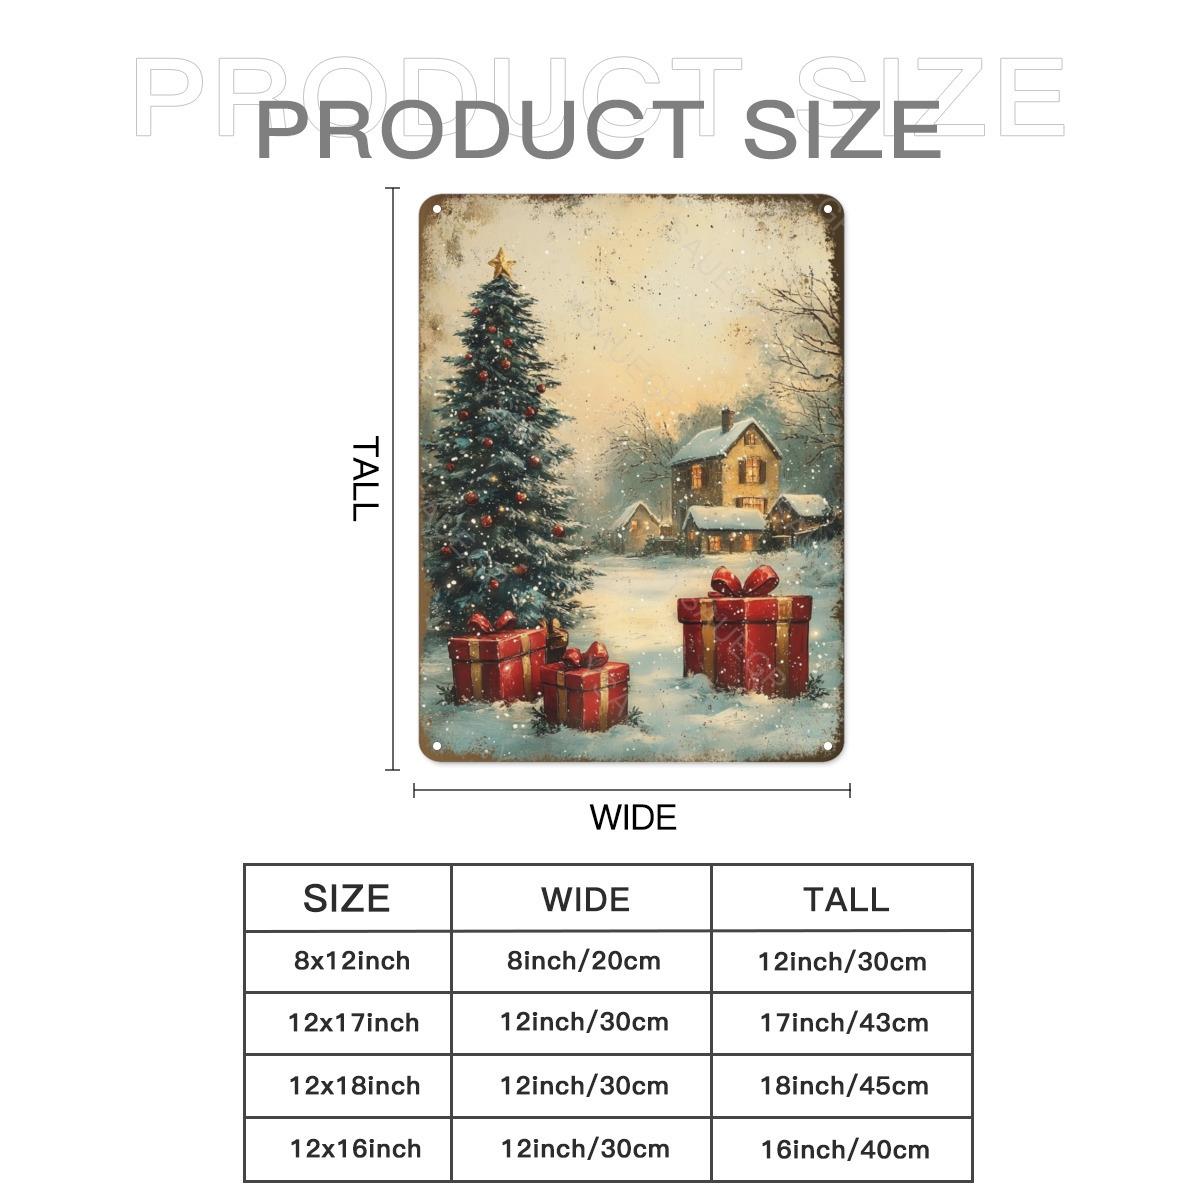 PRODUCT SIZE
PRODUCT SIZE
TALL
WIDE
SIZE WIDE TALL
8x12inch 8inch/20cm 12inch/30cm
12x17inch 12inch/30cm 17inch/43cm
12x18inch 12inch/30cm 18inch/45cm
12x16inch 12inch/30cm 16inch/40cm